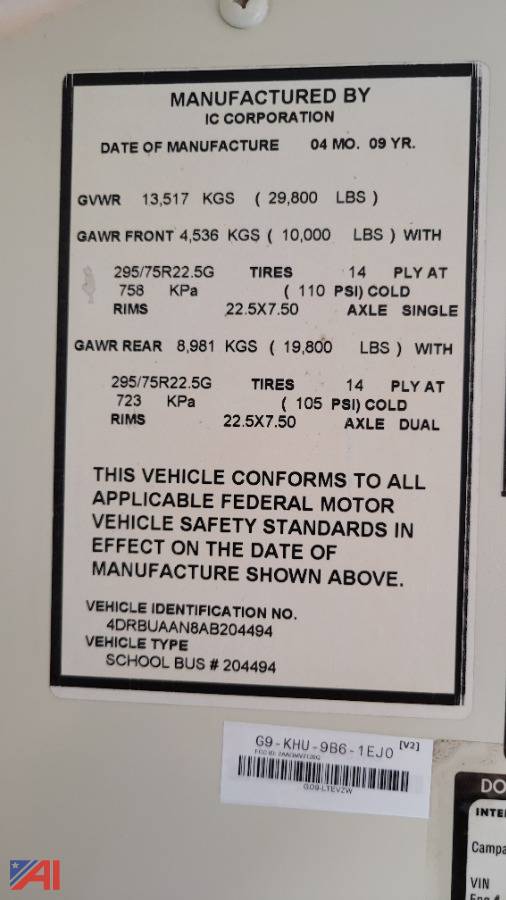 MANUFACTURED BY
IC CORPORATION
DATE OF MANUFACTURE 04 MO. 09 YR.
GVWR 13,517 KGS ( 29,800 LBS )
GAWR FRONT 4,536 KGS ( 10,000 LBS ) WITH
295/75R22.5G TIRES 14 PLY AT
758 KPa ( 110 PSI) COLD
RIMS 22.5X7.50 AXLE SINGLE
GAWR REAR 8,981 KGS ( 19,800 LBS ) WITH
295/75R22.5G TIRES 14 PLY AT
723 KPa ( 105 PSI) COLD
RIMS 22.5X7.50 AXLE DUAL
THIS VEHICLE CONFORMS TO ALL
APPLICABLE FEDERAL MOTOR
VEHICLE SAFETY STANDARDS IN
EFFECT ON THE DATE OF
MANUFACTURE SHOWN ABOVE.
VEHICLE IDENTIFICATION NO.
4DRBUAAN8AB204494
VEHICLE TYPE
SCHOOL BUS # 204494
G9-KHU-9B6-1EJ0 [V2]
GO9-LTEVZW
DO
INTE
Campa
VIN
Eng #
AI